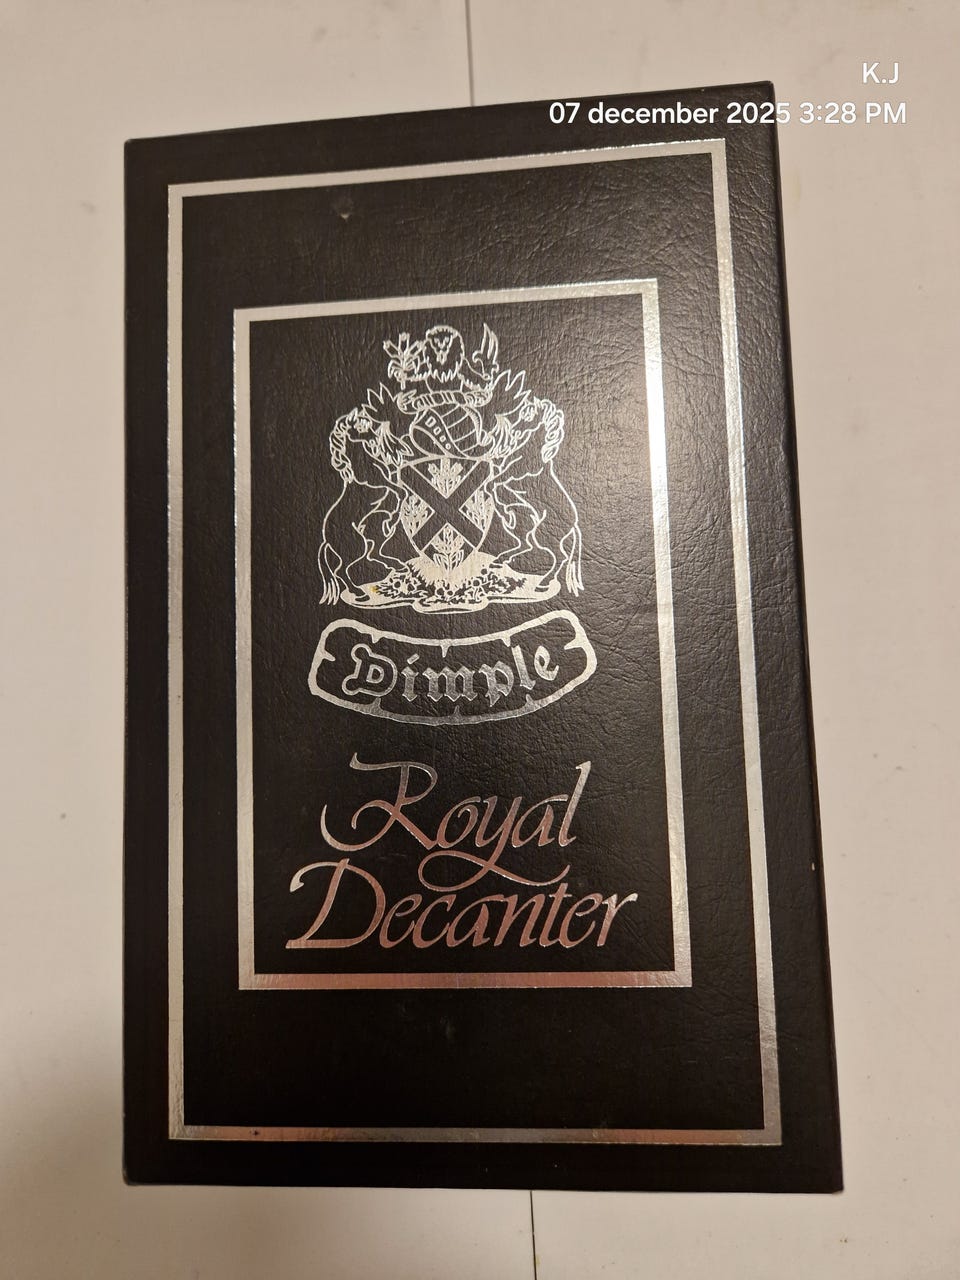 K.J
07 december 2025 3:28 PM
Dimple
Royal
Decanter